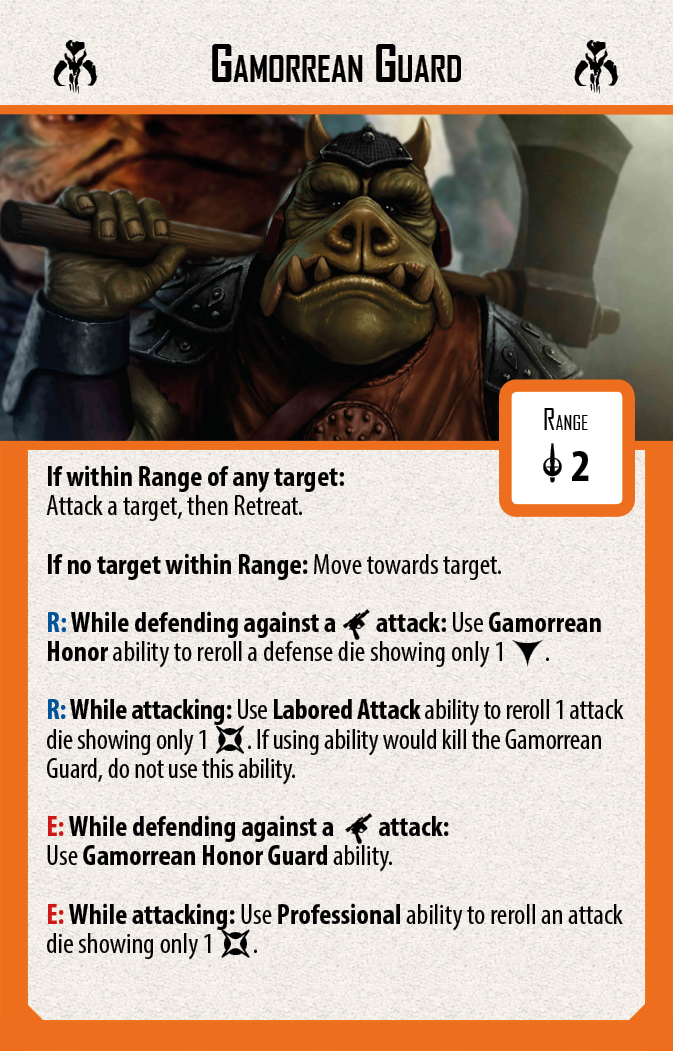 Gamorrean Guard
Range
2
If within Range of any target:
Attack a target, then Retreat.
If no target within Range: Move towards target.
R: While defending against a attack: Use Gamorrean
Honor ability to reroll a defense die showing only 1 .
R: While attacking: Use Labored Attack ability to reroll 1 attack
die showing only 1 . If using ability would kill the Gamorrean
Guard, do not use this ability.
E: While defending against a attack:
Use Gamorrean Honor Guard ability.
E: While attacking: Use Professional ability to reroll an attack
die showing only 1 .